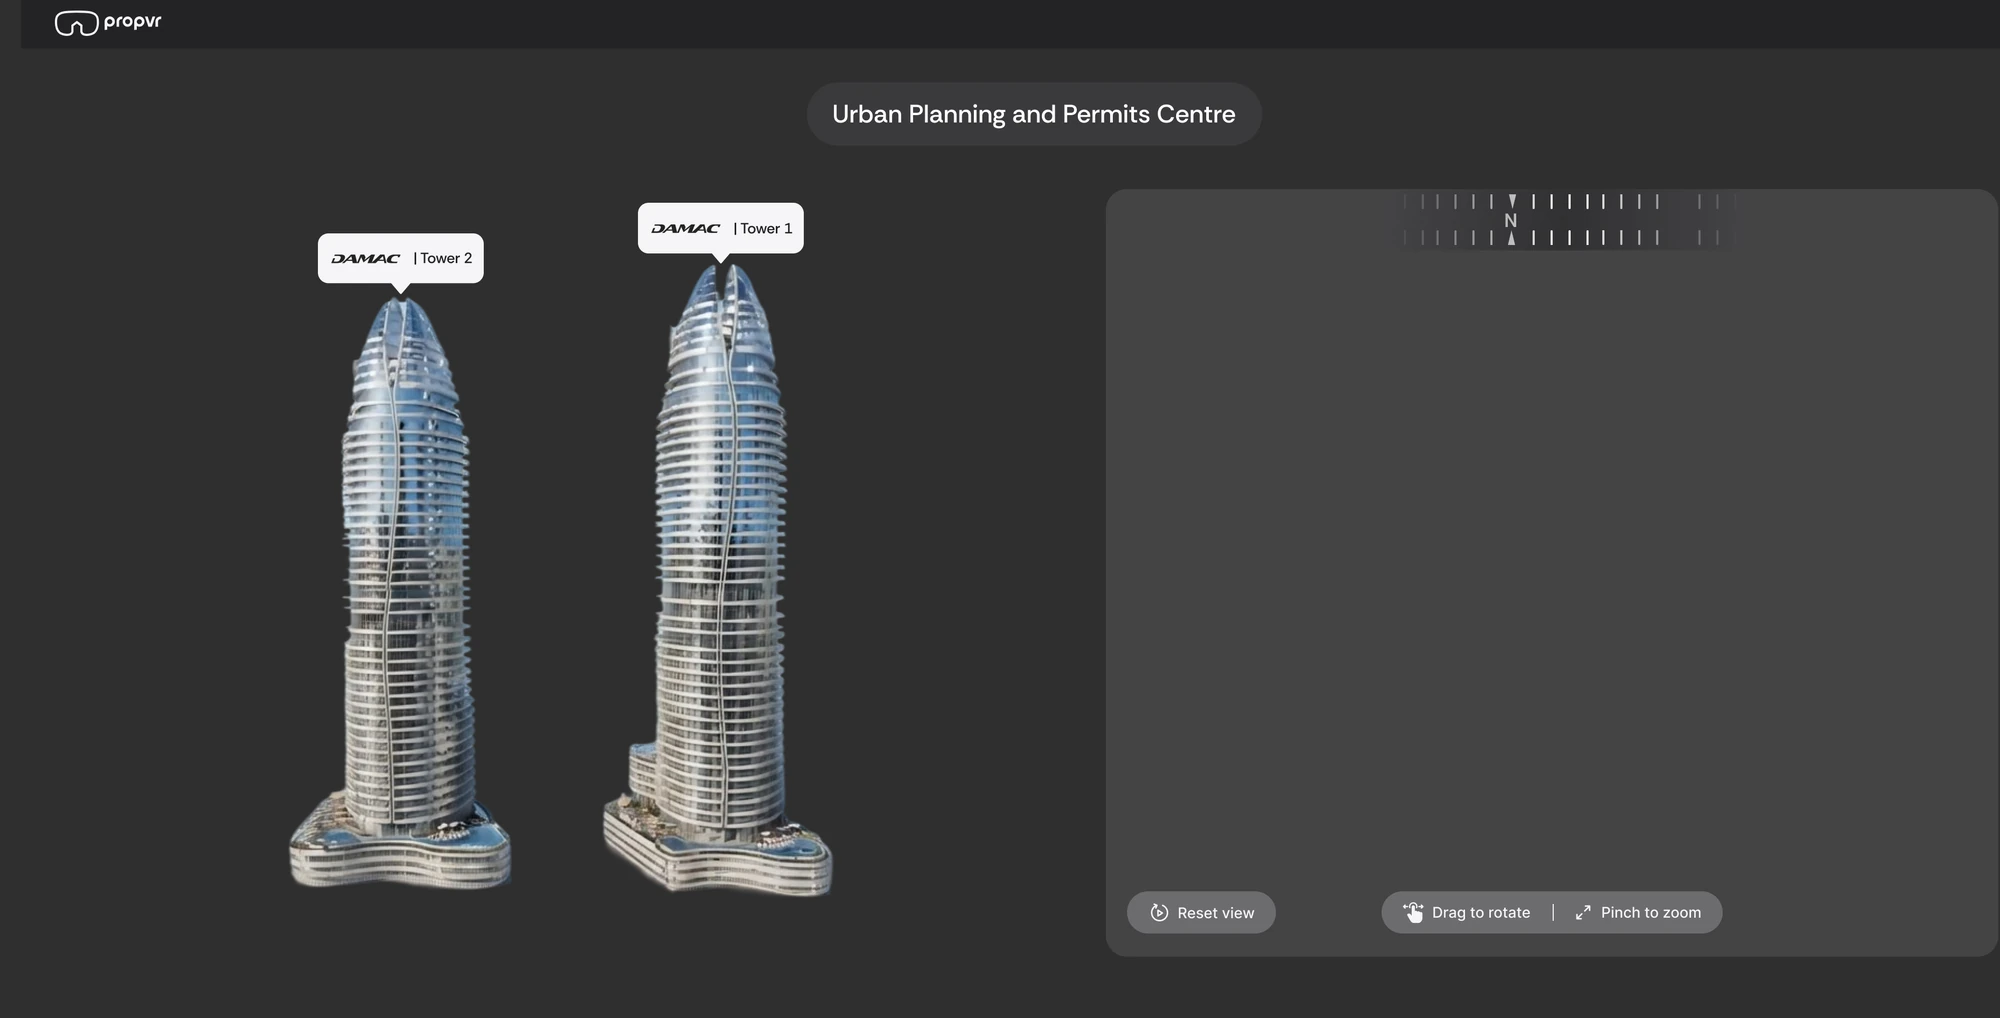 propvr
Urban Planning and Permits Centre
DAMAC | Tower 1
DAMAC | Tower 2
N
Reset view
Drag to rotate | Pinch to zoom